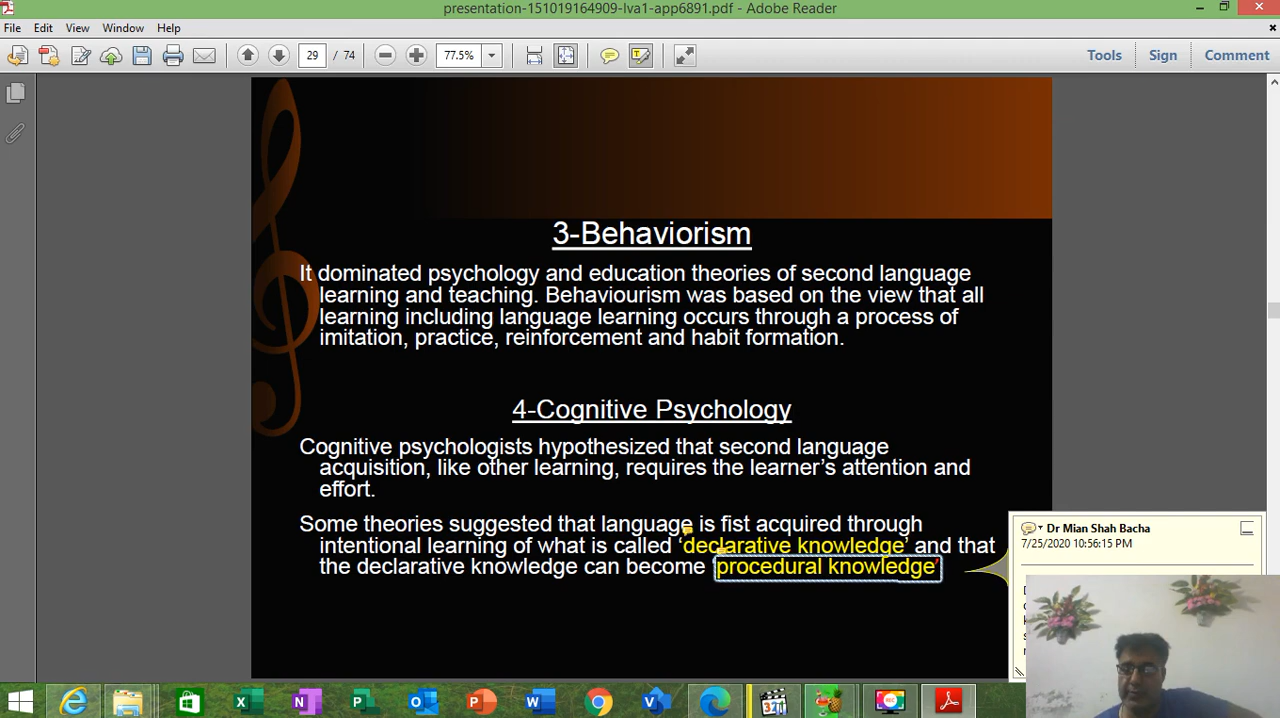 presentation-151019164909-lva1-app6891.pdf - Adobe Reader
File Edit View Window Help
29 / 74 77.5% Tools Sign Comment
3-Behaviorism
It dominated psychology and education theories of second language
learning and teaching. Behaviourism was based on the view that all
learning including language learning occurs through a process of
imitation, practice, reinforcement and habit formation.
4-Cognitive Psychology
Cognitive psychologists hypothesized that second language
acquisition, like other learning, requires the learner's attention and
effort.
Some theories suggested that language is fist acquired through
intentional learning of what is called ‘declarative knowledge’ and that
the declarative knowledge can become ‘procedural knowledge’
Dr Mian Shah Bacha
7/25/2020 10:56:15 PM